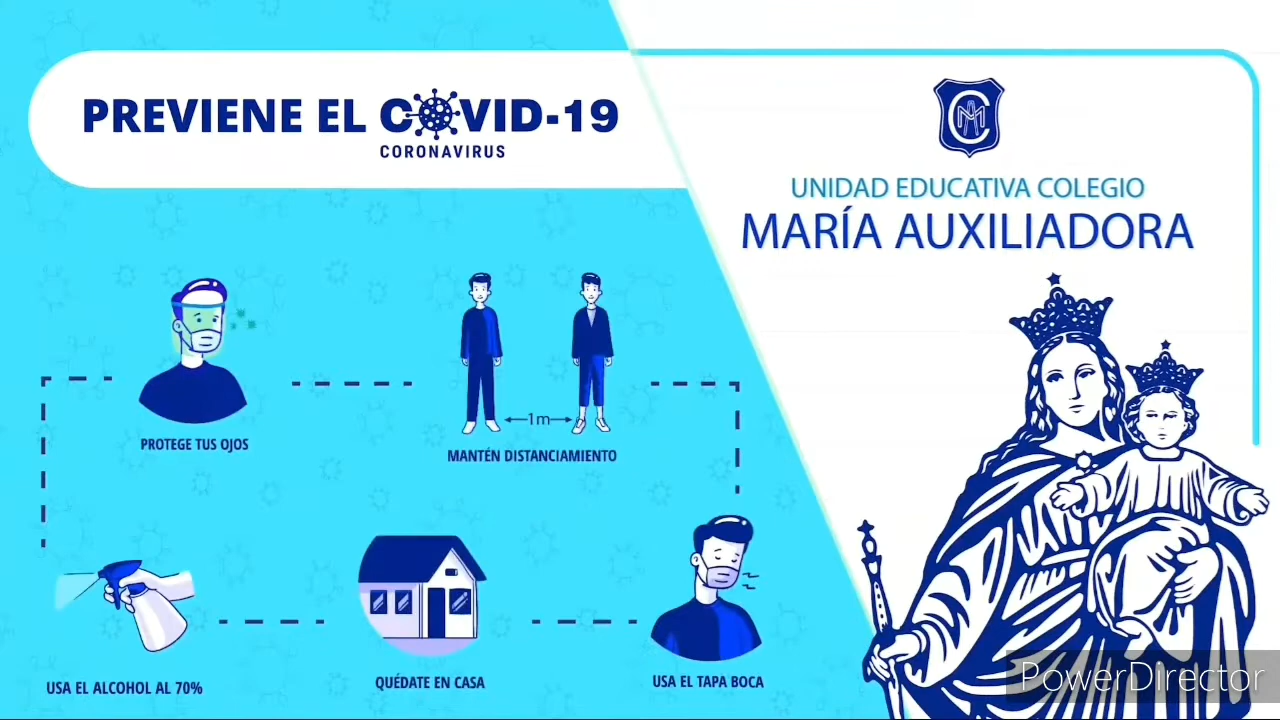 PREVIENE EL COVID-19
CORONAVIRUS
UNIDAD EDUCATIVA COLEGIO
MARÍA AUXILIADORA
PROTEGE TUS OJOS
1m
MANTÉN DISTANCIAMIENTO
USA EL ALCOHOL AL 70%
QUÉDATE EN CASA
USA EL TAPA BOCA
PowerDirector